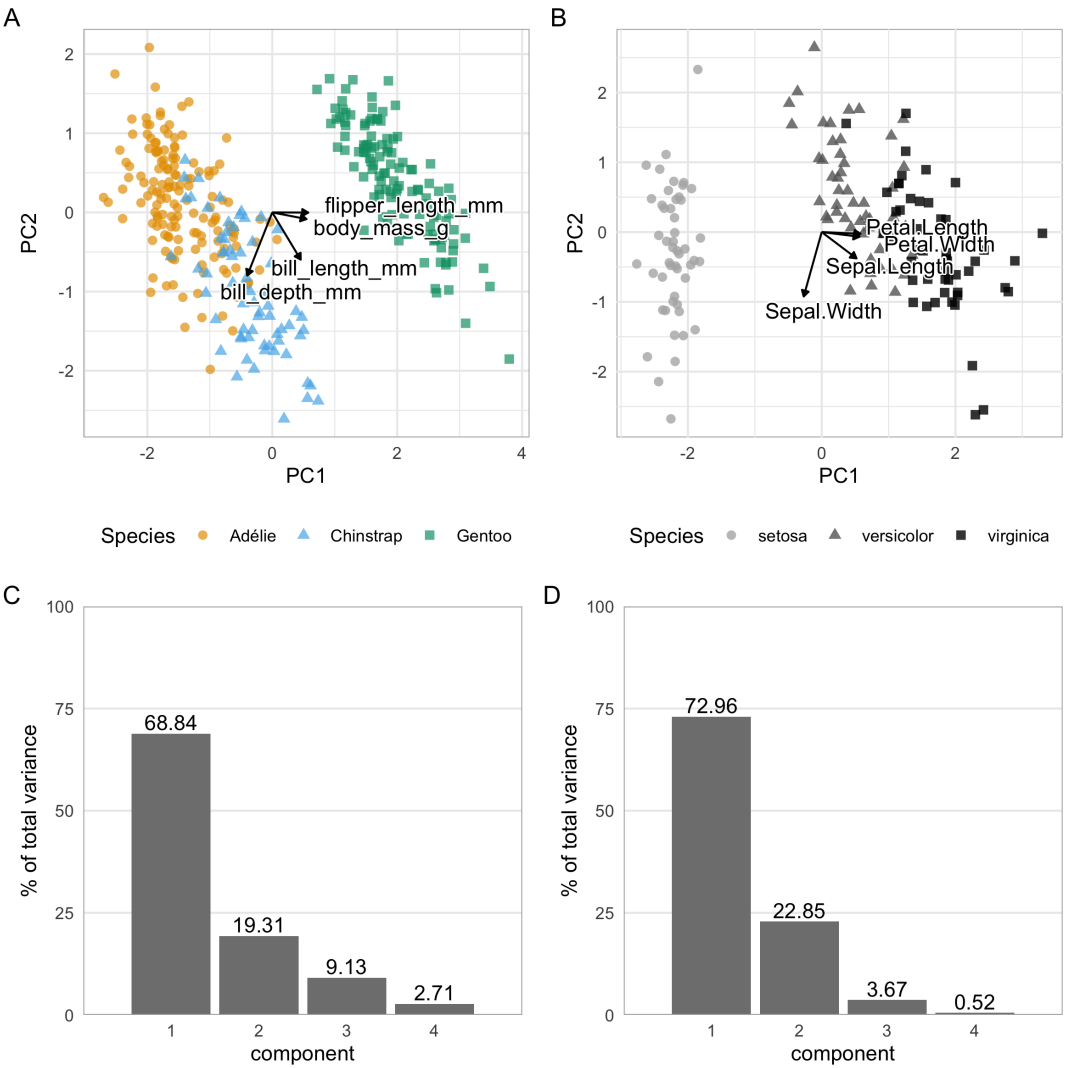 A
PC2
2
1
0
-1
-2
flipper_length_mm
body_mass_g
bill_length_mm
bill_depth_mm
-2 0 2 4
PC1
Species Adélie Chinstrap Gentoo
B
PC2
2
1
0
-1
-2
Petal.Length
Petal.Width
Sepal.Length
Sepal.Width
-2 0 2
PC1
Species setosa versicolor virginica
C
% of total variance
100
75
50
25
0
68.84
19.31
9.13
2.71
1 2 3 4
component
D
% of total variance
100
75
50
25
0
72.96
22.85
3.67
0.52
1 2 3 4
component